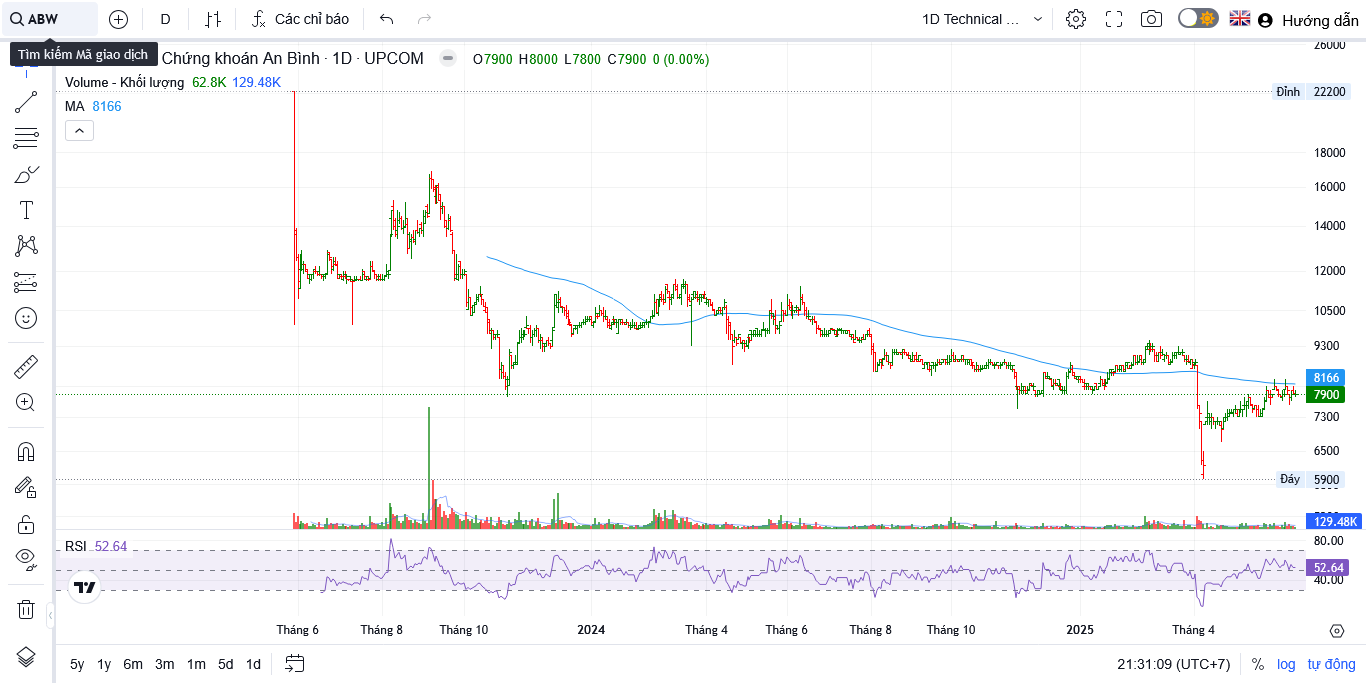 ABW
D
Các chỉ báo
1D Technical ...
Hướng dẫn
Tìm kiếm Mã giao dịch
Chứng khoán An Bình · 1D · UPCOM
O7900 H8000 L7800 C7900 0 (0.00%)
Volume - Khối lượng 62.8K 129.48K
MA 8166
26000
Đỉnh 22200
18000
16000
14000
12000
10500
9300
8166
7900
7300
6500
Đáy 5900
129.48K
RSI 52.64
80.00
52.64
40.00
Tháng 6 Tháng 8 Tháng 10 2024 Tháng 4 Tháng 6 Tháng 8 Tháng 10 2025 Tháng 4
5y 1y 6m 3m 1m 5d 1d
21:31:09 (UTC+7) % log tự động